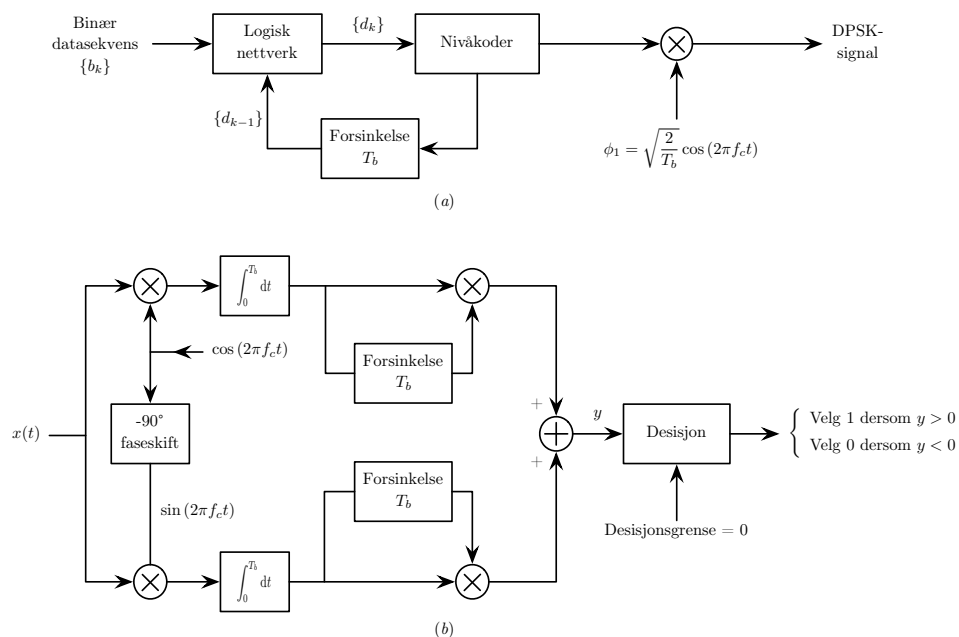 Binær
datasekvens
{b_k}
Logisk
nettverk
{d_k}
Nivåkoder
DPSK-
signal
{d_{k−1}}
Forsinkelse
T_b
ϕ_1 = √(2/T_b) cos (2πf_c t)
(a)
∫_0^{T_b} dt
cos (2πf_c t)
Forsinkelse
T_b
-90°
faseskift
x(t)
+
y
Desisjon
Velg 1 dersom y > 0
Velg 0 dersom y < 0
+
Forsinkelse
T_b
sin (2πf_c t)
Desisjonsgrense = 0
∫_0^{T_b} dt
(b)